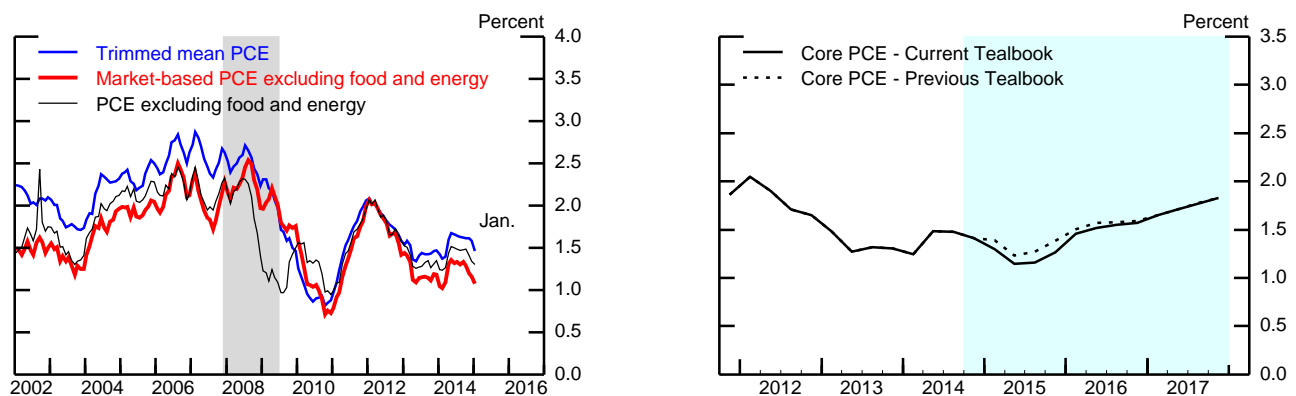 Percent
4.0
3.5
3.0
2.5
2.0
1.5
1.0
0.5
0.0
Trimmed mean PCE
Market-based PCE excluding food and energy
PCE excluding food and energy
Jan.
2002 2004 2006 2008 2010 2012 2014 2016
Percent
3.5
3.0
2.5
2.0
1.5
1.0
0.5
0.0
Core PCE - Current Tealbook
Core PCE - Previous Tealbook
2012 2013 2014 2015 2016 2017